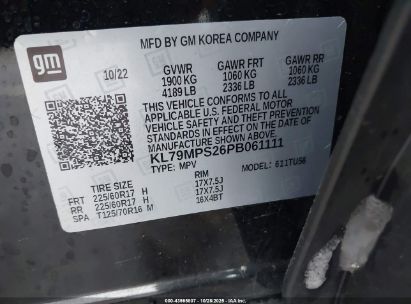 MFD BY GM KOREA COMPANY
gm
10/22
GVWR GAWR FRT GAWR RR
1900 KG 1060 KG 1060 KG
4189 LB 2336 LB 2336 LB
THIS VEHICLE CONFORMS TO ALL
APPLICABLE U.S. FEDERAL MOTOR
VEHICLE SAFETY AND THEFT PREVENTION
STANDARDS IN EFFECT ON THE DATE OF
MANUFACTURE SHOWN ABOVE.
KL79MPS26PB061111
TYPE: MPV MODEL: 611TU56
TIRE SIZE RIM
FRT 225/60R17 H 17X7.5J
RR 225/60R17 H 17X7.5J
SPA T125/70R16 M 16X4BT